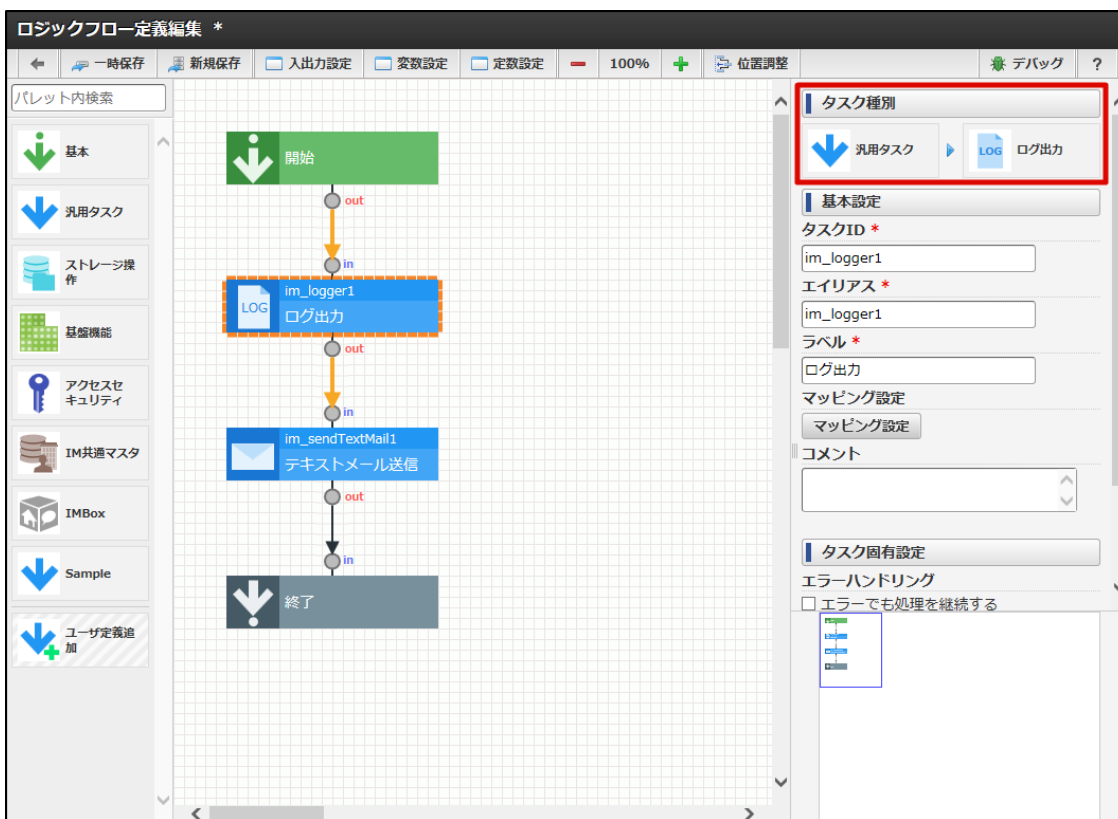 ロジックフロー定義編集 *
一時保存 新規保存 入出力設定 変数設定 定数設定 100% 位置調整 デバッグ ?
パレット内検索
基本
汎用タスク
ストレージ操
作
基盤機能
アクセスセ
キュリティ
IM共通マスタ
IMBox
Sample
ユーザ定義追
加
開始
out
in
im_logger1
LOG
ログ出力
out
in
im_sendTextMail1
テキストメール送信
out
in
終了
タスク種別
汎用タスク LOG ログ出力
基本設定
タスクID *
im_logger1
エイリアス *
im_logger1
ラベル *
ログ出力
マッピング設定
マッピング設定
コメント
タスク固有設定
エラーハンドリング
エラーでも処理を継続する